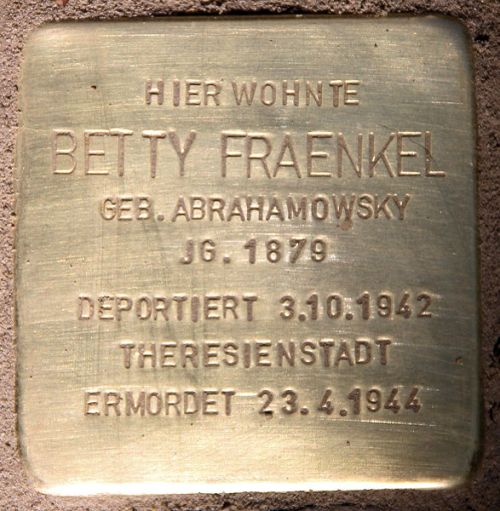 HIER WOHNTE
BETTY FRAENKEL
GEB. ABRAHAMOWSKY
JG. 1879
DEPORTIERT 3.10.1942
THERESIENSTADT
ERMORDET 23.4.1944